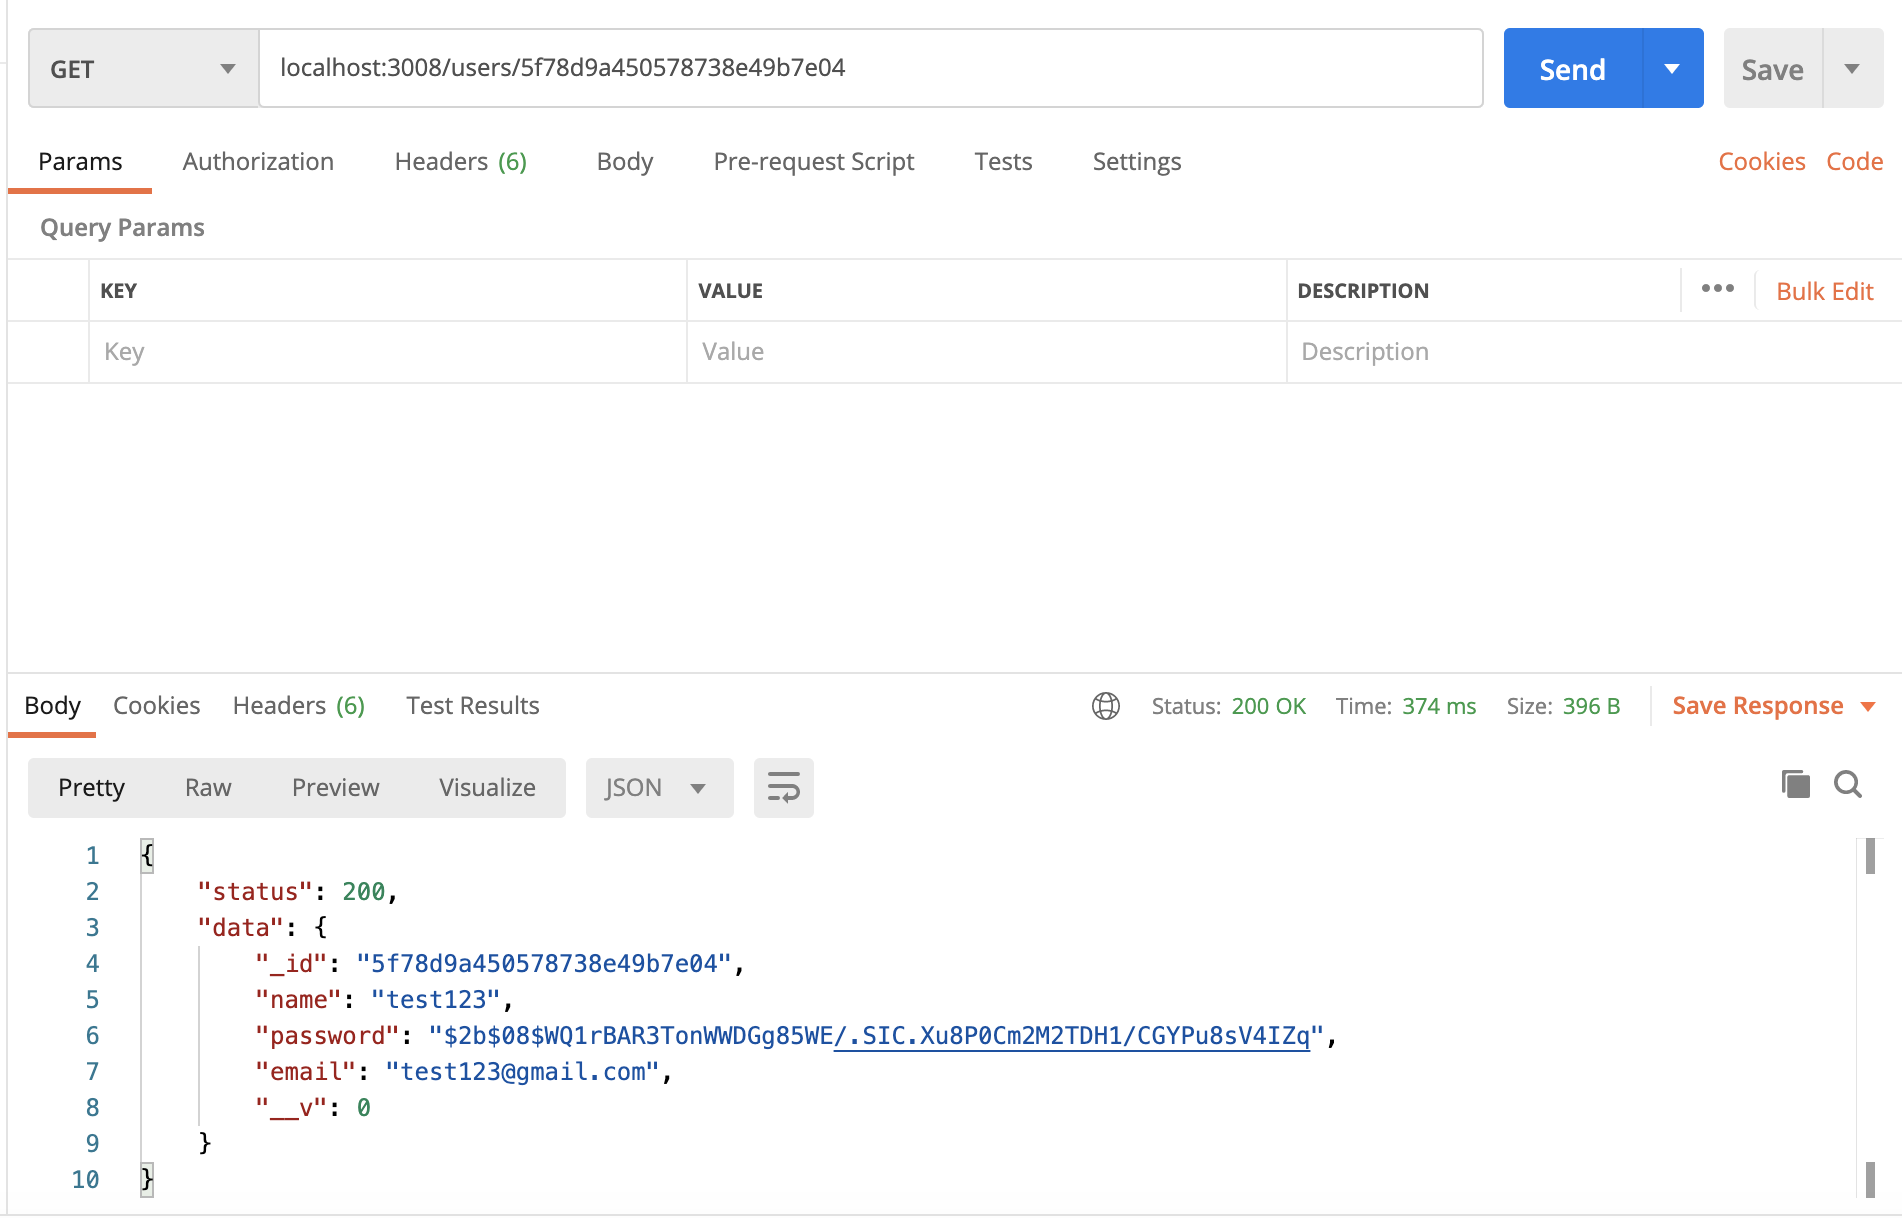 GET localhost:3008/users/5f78d9a450578738e49b7e04 Send Save
Params Authorization Headers (6) Body Pre-request Script Tests Settings Cookies Code
Query Params
KEY VALUE DESCRIPTION ••• Bulk Edit
Key Value Description
Body Cookies Headers (6) Test Results Status: 200 OK Time: 374 ms Size: 396 B Save Response
Pretty Raw Preview Visualize JSON
1 {
2 "status": 200,
3 "data": {
4 "_id": "5f78d9a450578738e49b7e04",
5 "name": "test123",
6 "password": "$2b$08$WQ1rBAR3TonWWDGg85WE/.SIC.Xu8P0Cm2M2TDH1/CGYPu8sV4IZq",
7 "email": "test123@gmail.com",
8 "__v": 0
9 }
10 }